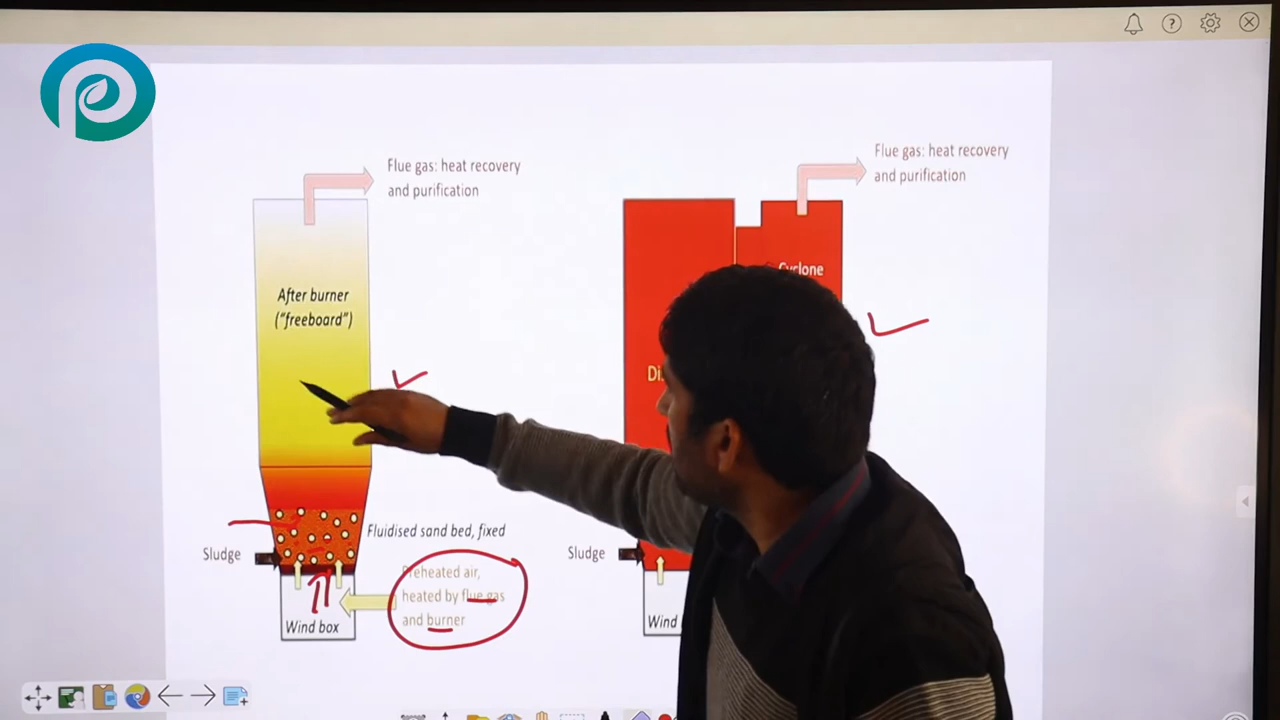 Flue gas: heat recovery
and purification
After burner
("freeboard")
Fluidised sand bed, fixed
Sludge
Preheated air,
heated by flue gas
and burner
Wind box
Flue gas: heat recovery
and purification
Cyclone
Sludge
Wind